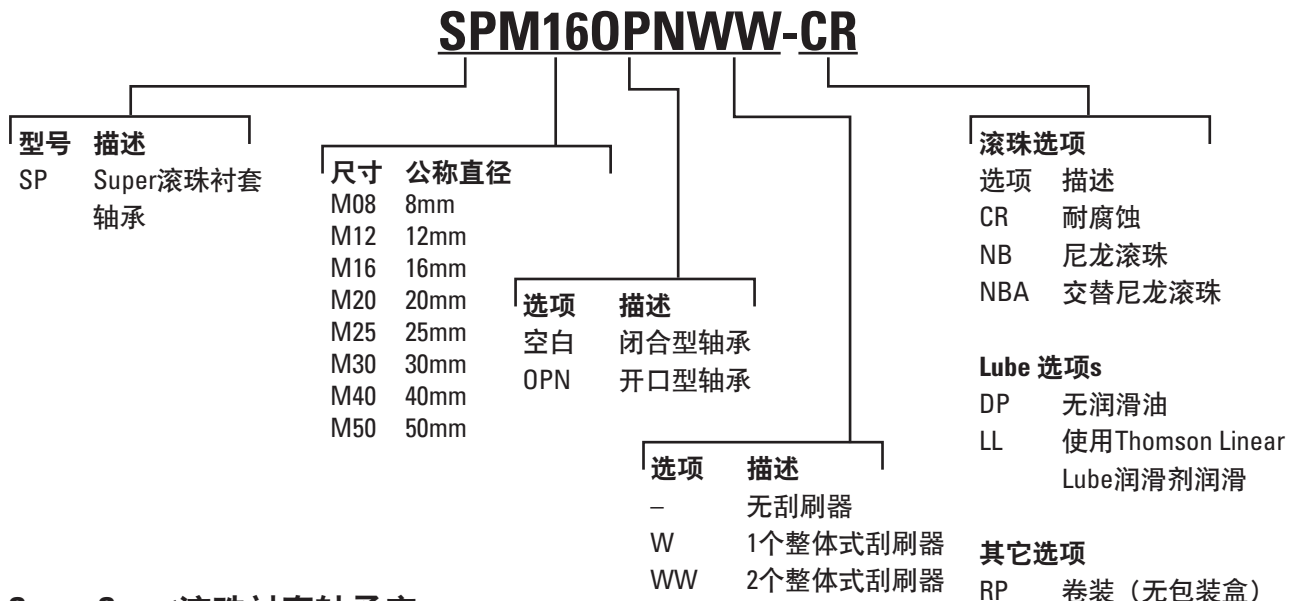 SPM16OPNWW-CR
型号 描述
SP Super滚珠衬套
轴承
尺寸 公称直径
M08 8mm
M12 12mm
M16 16mm
M20 20mm
M25 25mm
M30 30mm
M40 40mm
M50 50mm
选项 描述
空白 闭合型轴承
OPN 开口型轴承
选项 描述
– 无刮刷器
W 1个整体式刮刷器
WW 2个整体式刮刷器
滚珠选项
选项 描述
CR 耐腐蚀
NB 尼龙滚珠
NBA 交替尼龙滚珠
Lube 选项s
DP 无润滑油
LL 使用Thomson Linear
Lube润滑剂润滑
其它选项
RP 卷装（无包装盒）